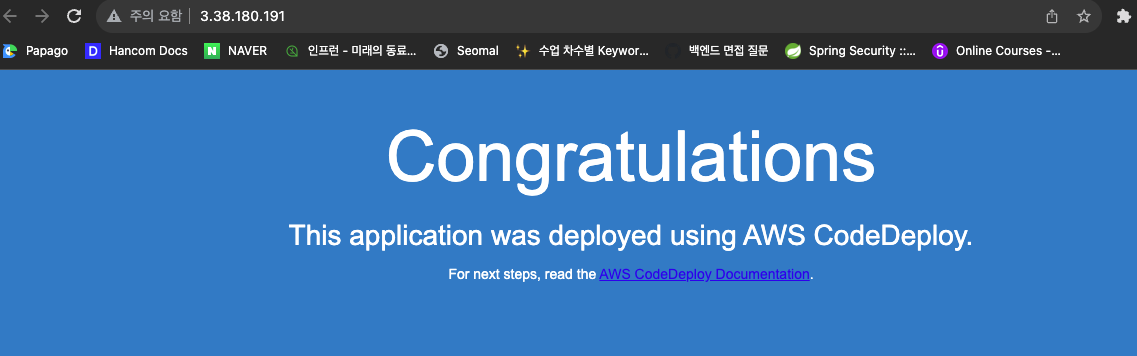 주의 요함 3.38.180.191
Papago Hancom Docs NAVER 인프런 - 미래의 동료... Seomal 수업 차수별 Keywor... 백엔드 면접 질문 Spring Security ::... Online Courses -...
Congratulations
This application was deployed using AWS CodeDeploy.
For next steps, read the AWS CodeDeploy Documentation.